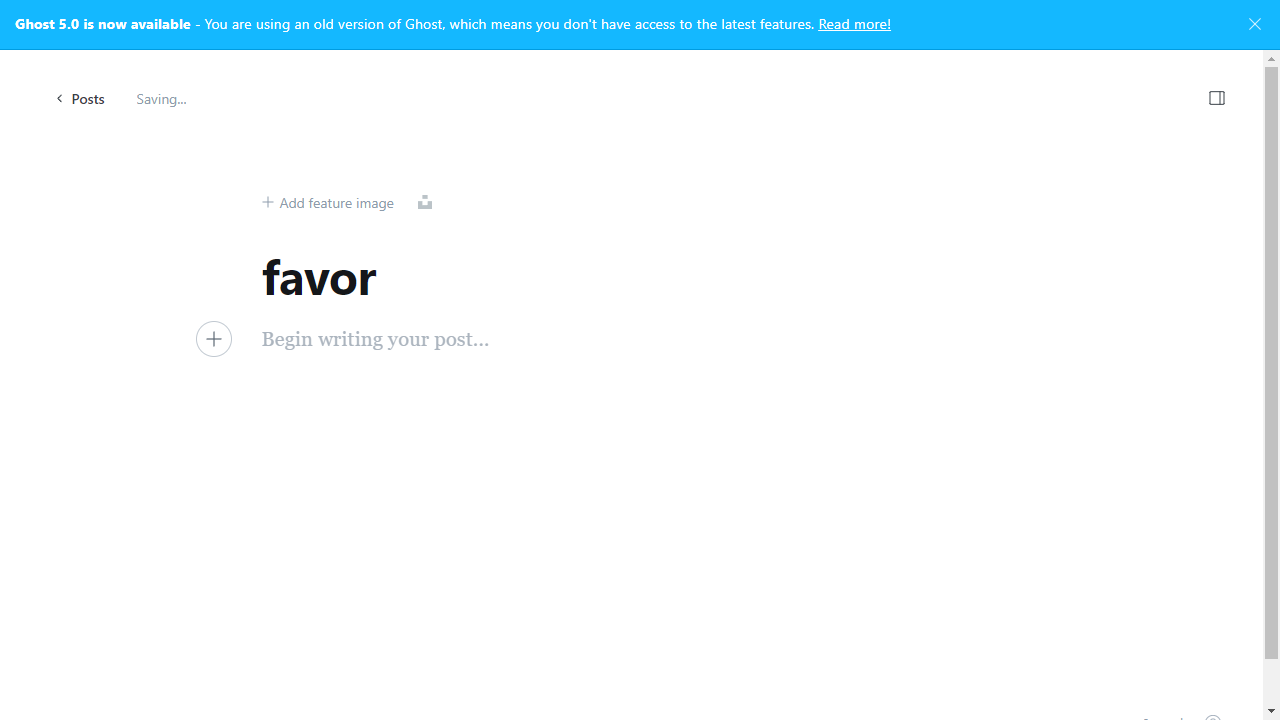 Ghost 5.0 is now available - You are using an old version of Ghost, which means you don't have access to the latest features. Read more!
Posts Saving...
Add feature image
favor
Begin writing your post...